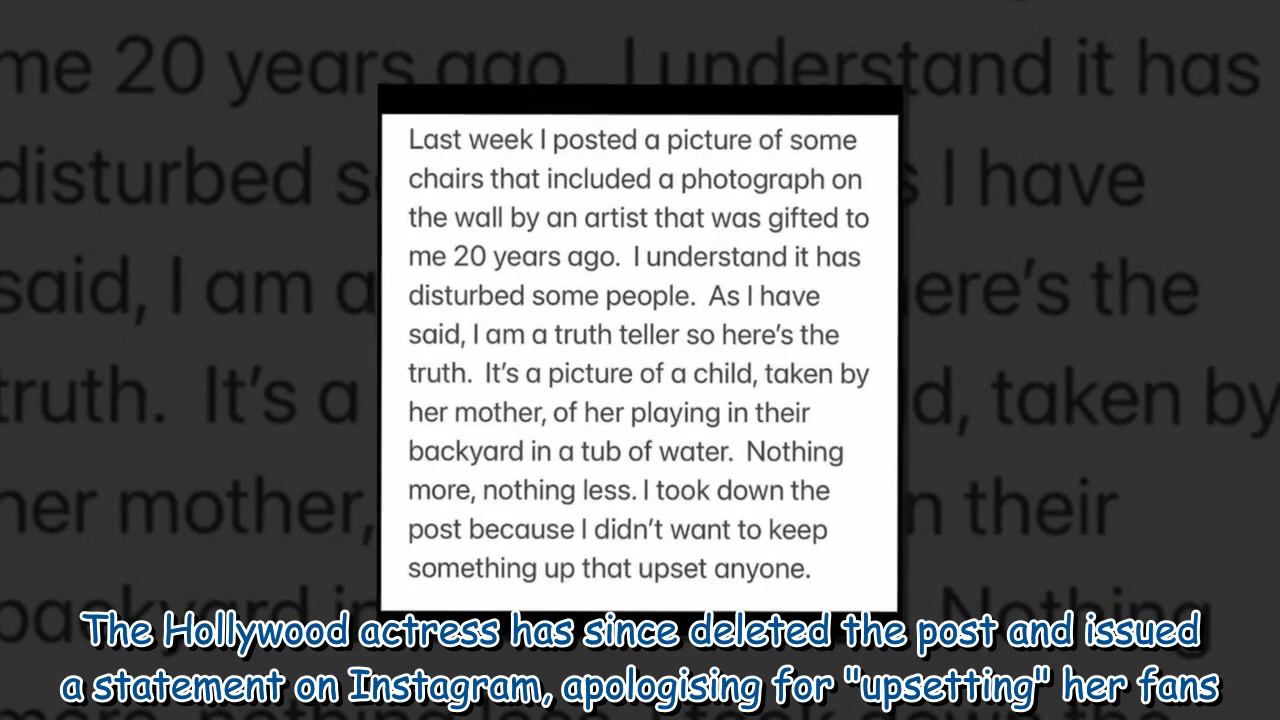 Last week I posted a picture of some
chairs that included a photograph on
the wall by an artist that was gifted to
me 20 years ago.  I understand it has
disturbed some people.  As I have
said, I am a truth teller so here's the
truth.  It's a picture of a child, taken by
her mother, of her playing in their
backyard in a tub of water.  Nothing
more, nothing less. I took down the
post because I didn't want to keep
something up that upset anyone.
The Hollywood actress has since deleted the post and issued
a statement on Instagram, apologising for "upsetting" her fans